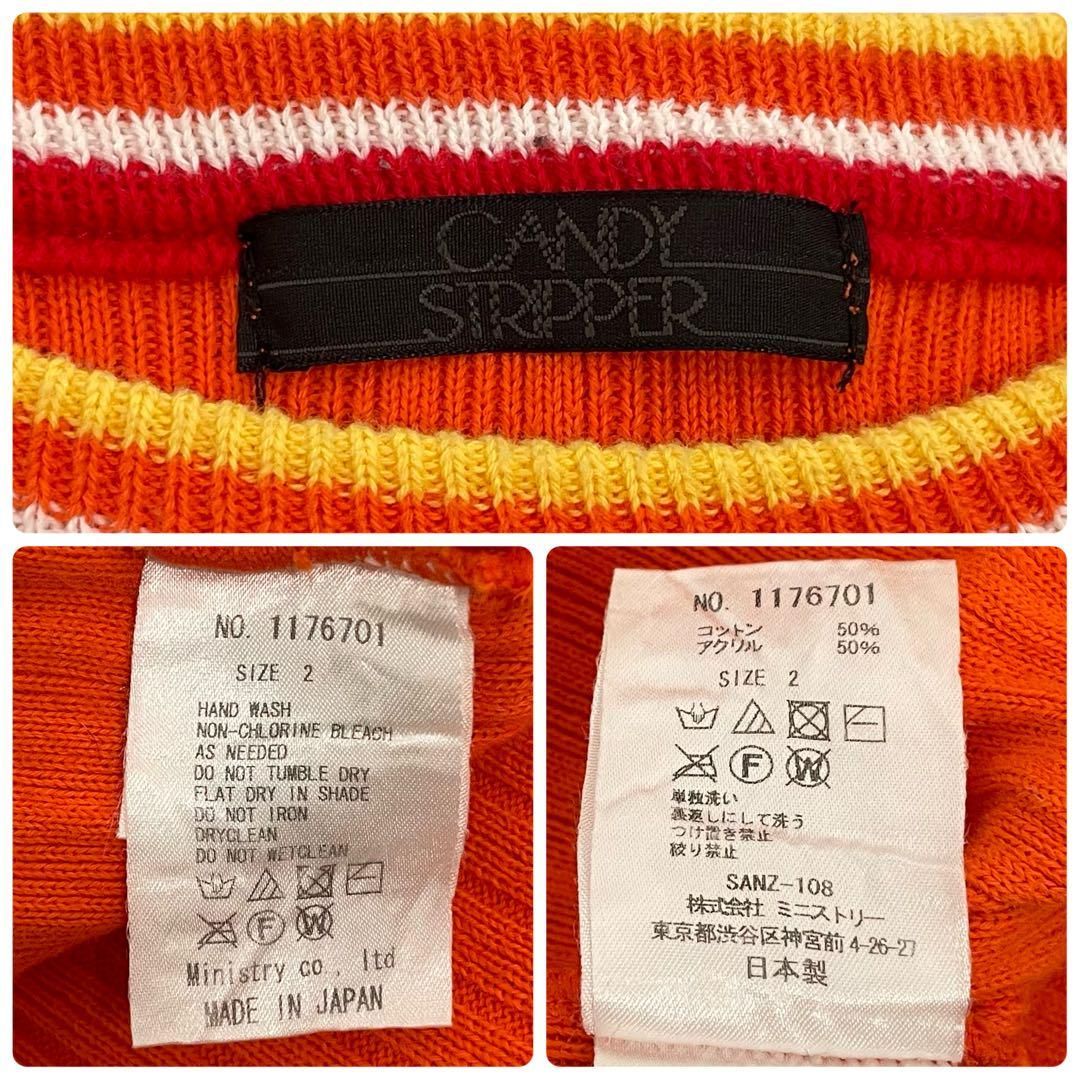 CANDY
STRIPPER
NO. 1176701
SIZE 2
HAND WASH
NON-CHLORINE BLEACH
AS NEEDED
DO NOT TUMBLE DRY
FLAT DRY IN SHADE
DO NOT IRON
DRYCLEAN
DO NOT WETCLEAN
F W
Ministry co., ltd
MADE IN JAPAN
NO. 1176701
コットン 50%
アクリル 50%
SIZE 2
F W
単独洗い
裏返しにして洗う
つけ置き禁止
絞り禁止
SANZ-108
株式会社 ミニストリー
東京都渋谷区神宮前4-26-27
日本製